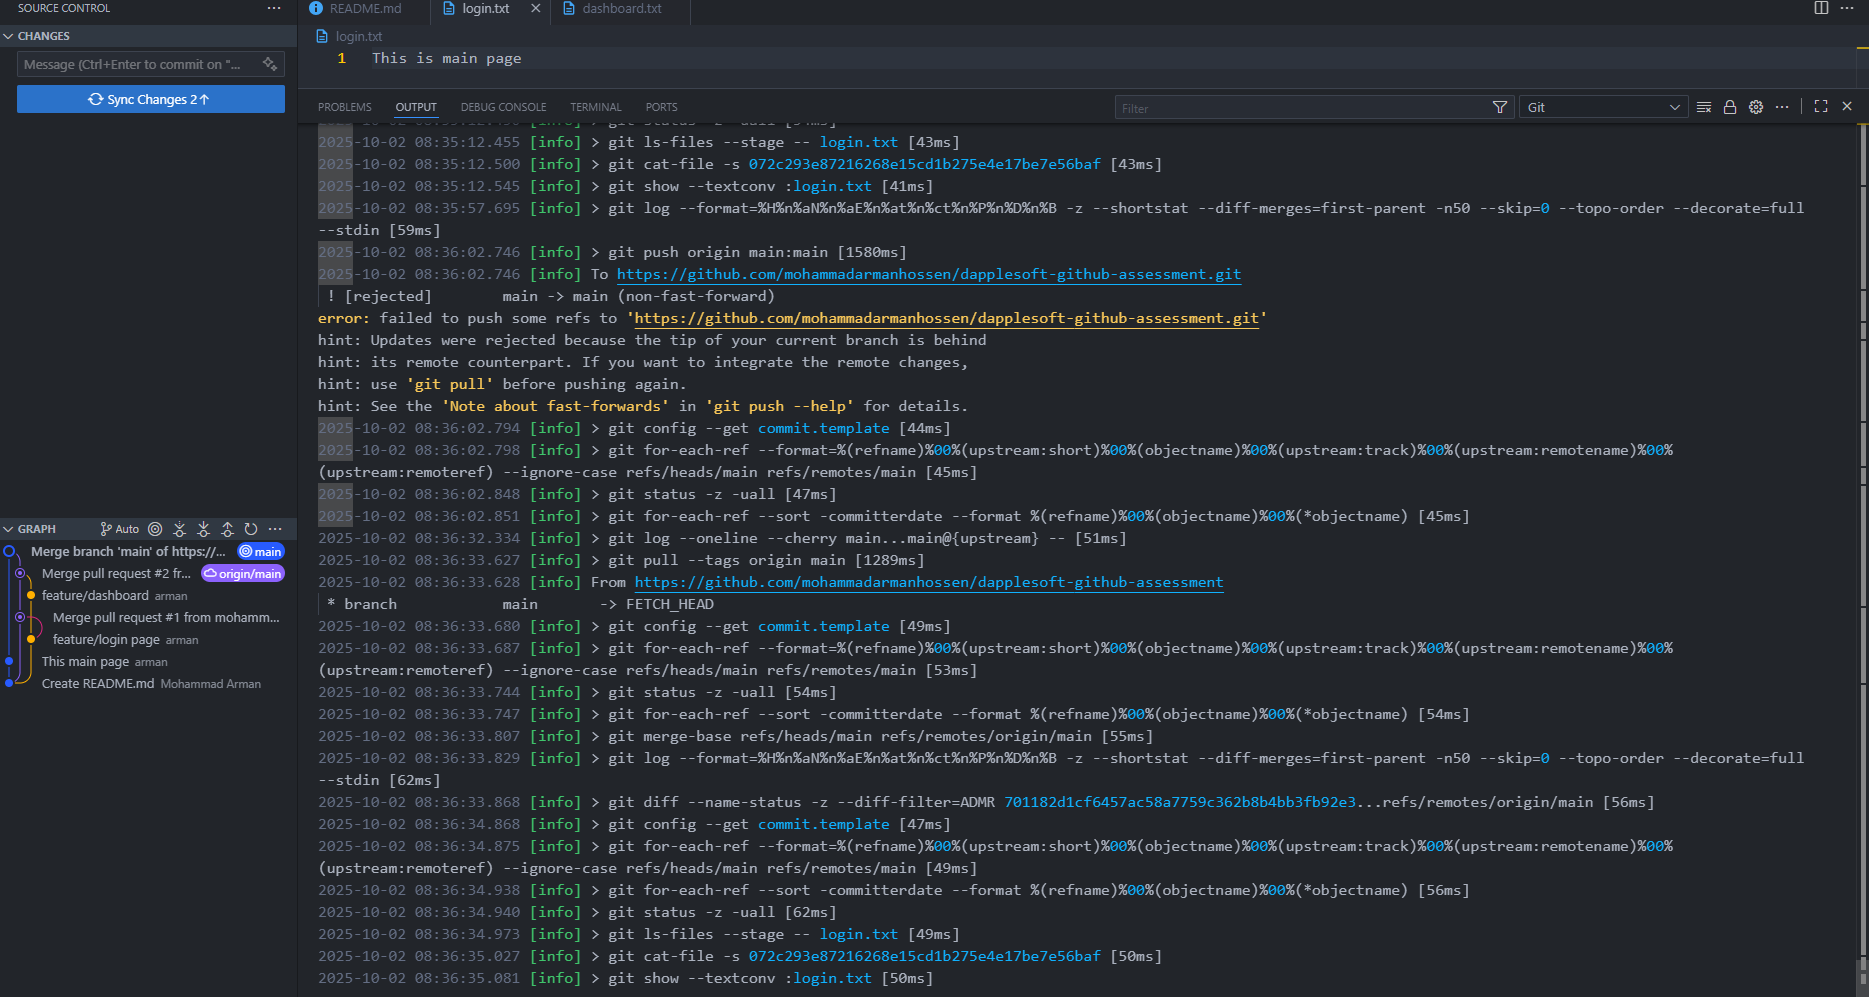 SOURCE CONTROL
CHANGES
Message (Ctrl+Enter to commit on "...
Sync Changes 2↑
README.md
login.txt
dashboard.txt
login.txt
1 This is main page
PROBLEMS OUTPUT DEBUG CONSOLE TERMINAL PORTS
Filter
Git
2025-10-02 08:35:12.455 [info] > git ls-files --stage -- login.txt [43ms]
2025-10-02 08:35:12.500 [info] > git cat-file -s 072c293e87216268e15cd1b275e4e17be7e56baf [43ms]
2025-10-02 08:35:12.545 [info] > git show --textconv :login.txt [41ms]
2025-10-02 08:35:57.695 [info] > git log --format=%H%n%aN%n%aE%n%at%n%ct%n%P%n%D%n%B -z --shortstat --diff-merges=first-parent -n50 --skip=0 --topo-order --decorate=full
--stdin [59ms]
2025-10-02 08:36:02.746 [info] > git push origin main:main [1580ms]
2025-10-02 08:36:02.746 [info] To https://github.com/mohammadarmanhossen/dapplesoft-github-assessment.git
! [rejected] main -> main (non-fast-forward)
error: failed to push some refs to 'https://github.com/mohammadarmanhossen/dapplesoft-github-assessment.git'
hint: Updates were rejected because the tip of your current branch is behind
hint: its remote counterpart. If you want to integrate the remote changes,
hint: use 'git pull' before pushing again.
hint: See the 'Note about fast-forwards' in 'git push --help' for details.
2025-10-02 08:36:02.794 [info] > git config --get commit.template [44ms]
2025-10-02 08:36:02.798 [info] > git for-each-ref --format=%(refname)%00%(upstream:short)%00%(objectname)%00%(upstream:track)%00%(upstream:remotename)%00%
(upstream:remoteref) --ignore-case refs/heads/main refs/remotes/main [45ms]
2025-10-02 08:36:02.848 [info] > git status -z -uall [47ms]
2025-10-02 08:36:02.851 [info] > git for-each-ref --sort -committerdate --format %(refname)%00%(objectname)%00%(*objectname) [45ms]
2025-10-02 08:36:32.334 [info] > git log --oneline --cherry main...main@{upstream} -- [51ms]
2025-10-02 08:36:33.627 [info] > git pull --tags origin main [1289ms]
2025-10-02 08:36:33.628 [info] From https://github.com/mohammadarmanhossen/dapplesoft-github-assessment
* branch main -> FETCH_HEAD
2025-10-02 08:36:33.680 [info] > git config --get commit.template [49ms]
2025-10-02 08:36:33.687 [info] > git for-each-ref --format=%(refname)%00%(upstream:short)%00%(objectname)%00%(upstream:track)%00%(upstream:remotename)%00%
(upstream:remoteref) --ignore-case refs/heads/main refs/remotes/main [53ms]
2025-10-02 08:36:33.744 [info] > git status -z -uall [54ms]
2025-10-02 08:36:33.747 [info] > git for-each-ref --sort -committerdate --format %(refname)%00%(objectname)%00%(*objectname) [54ms]
2025-10-02 08:36:33.807 [info] > git merge-base refs/heads/main refs/remotes/origin/main [55ms]
2025-10-02 08:36:33.829 [info] > git log --format=%H%n%aN%n%aE%n%at%n%ct%n%P%n%D%n%B -z --shortstat --diff-merges=first-parent -n50 --skip=0 --topo-order --decorate=full
--stdin [62ms]
2025-10-02 08:36:33.868 [info] > git diff --name-status -z --diff-filter=ADMR 701182d1cf6457ac58a7759c362b8b4bb3fb92e3...refs/remotes/origin/main [56ms]
2025-10-02 08:36:34.868 [info] > git config --get commit.template [47ms]
2025-10-02 08:36:34.875 [info] > git for-each-ref --format=%(refname)%00%(upstream:short)%00%(objectname)%00%(upstream:track)%00%(upstream:remotename)%00%
(upstream:remoteref) --ignore-case refs/heads/main refs/remotes/main [49ms]
2025-10-02 08:36:34.938 [info] > git for-each-ref --sort -committerdate --format %(refname)%00%(objectname)%00%(*objectname) [56ms]
2025-10-02 08:36:34.940 [info] > git status -z -uall [62ms]
2025-10-02 08:36:34.973 [info] > git ls-files --stage -- login.txt [49ms]
2025-10-02 08:36:35.027 [info] > git cat-file -s 072c293e87216268e15cd1b275e4e17be7e56baf [50ms]
2025-10-02 08:36:35.081 [info] > git show --textconv :login.txt [50ms]
GRAPH
Auto
Merge branch 'main' of https://... main
Merge pull request #2 fr... origin/main
feature/dashboard arman
Merge pull request #1 from mohamm...
feature/login page arman
This main page arman
Create README.md Mohammad Arman